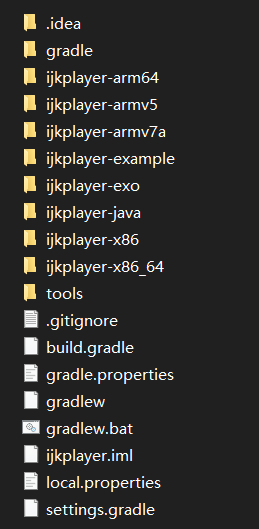 .idea
gradle
ijkplayer-arm64
ijkplayer-armv5
ijkplayer-armv7a
ijkplayer-example
ijkplayer-exo
ijkplayer-java
ijkplayer-x86
ijkplayer-x86_64
tools
.gitignore
build.gradle
gradle.properties
gradlew
gradlew.bat
ijkplayer.iml
local.properties
settings.gradle